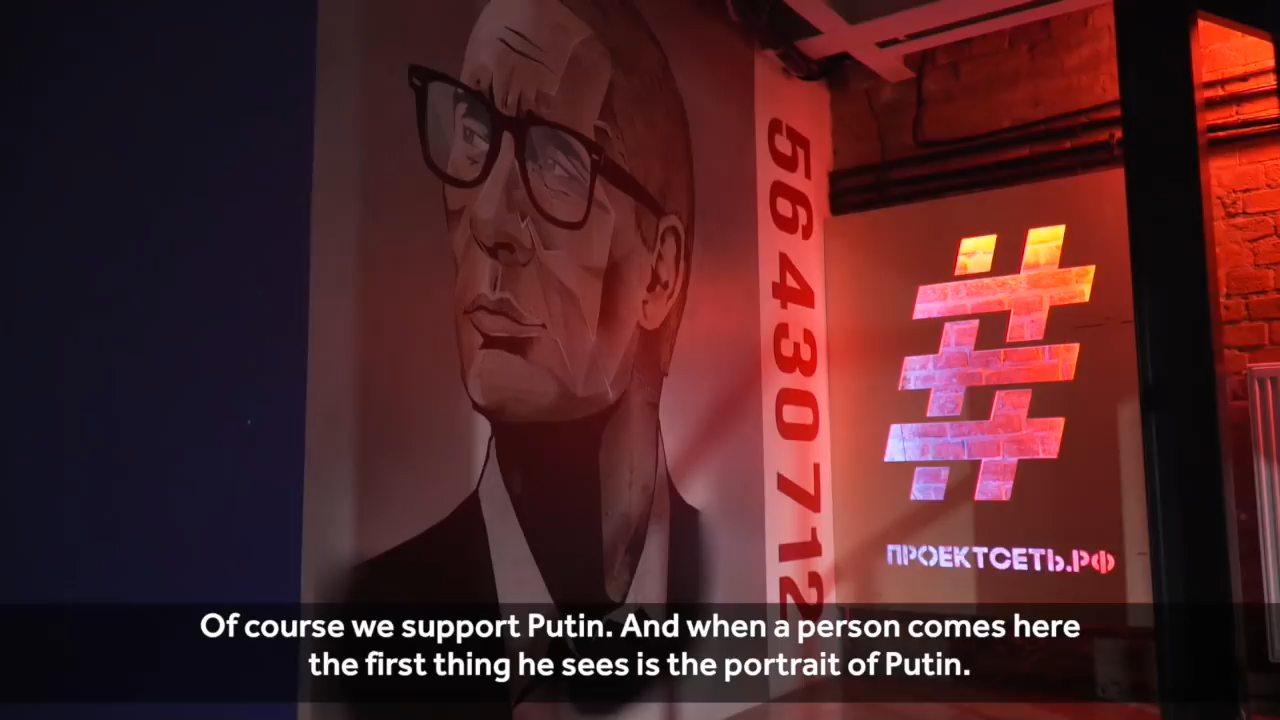 56430712
ПРОЕКТСЕТЬ.РФ
Of course we support Putin. And when a person comes here
the first thing he sees is the portrait of Putin.